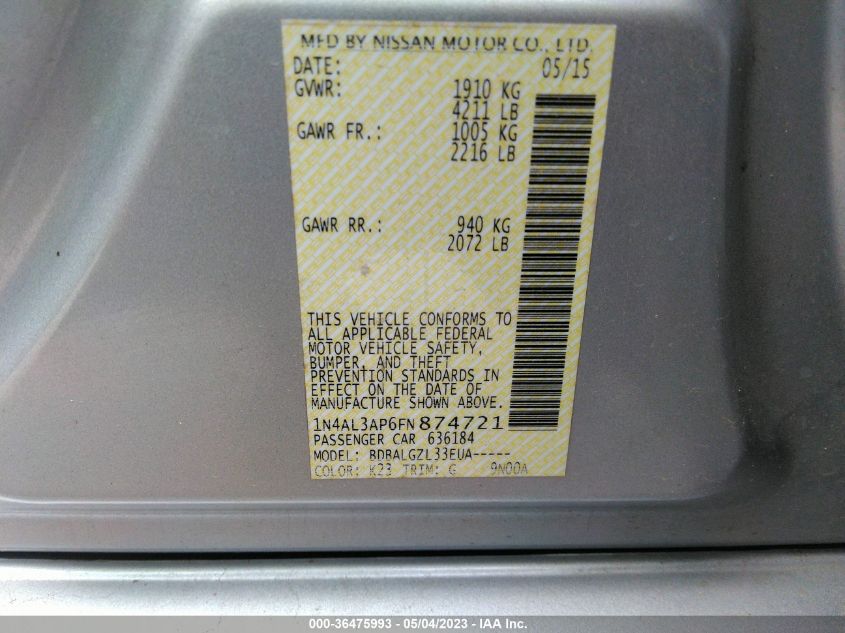 MFD BY NISSAN MOTOR CO., LTD.
DATE: 05/15
GVWR: 1910 KG
4211 LB
GAWR FR.: 1005 KG
2216 LB
GAWR RR.: 940 KG
2072 LB
THIS VEHICLE CONFORMS TO
ALL APPLICABLE FEDERAL
MOTOR VEHICLE SAFETY,
BUMPER, AND THEFT
PREVENTION STANDARDS IN
EFFECT ON THE DATE OF
MANUFACTURE SHOWN ABOVE.
1N4AL3AP6FN874721
PASSENGER CAR 636184
MODEL: BDBALGZL33EUA-----
COLOR: K23 TRIM: G 9N00A
000-36475993 - 05/04/2023 - IAA Inc.